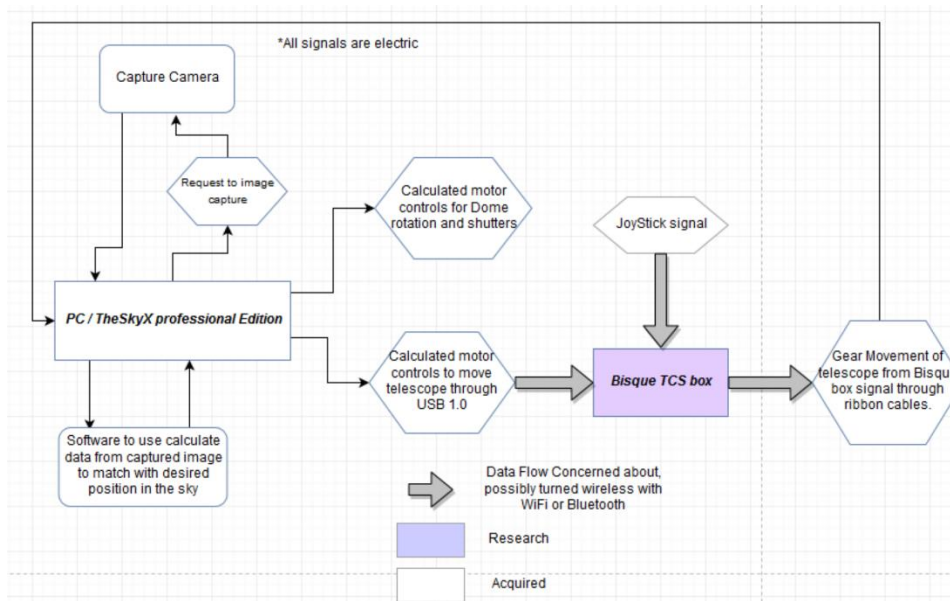 *All signals are electric
Capture Camera
Request to image
capture
Calculated motor
controls for Dome
rotation and shutters
JoyStick signal
PC / TheSkyX professional Edition
Calculated motor
controls to move
telescope through
USB 1.0
Bisque TCS box
Gear Movement of
telescope from Bisqu
box signal through
ribbon cables.
Software to use calculate
data from captured image
to match with desired
position in the sky
Data Flow Concerned about,
possibly turned wireless with
WiFi or Bluetooth
Research
Acquired